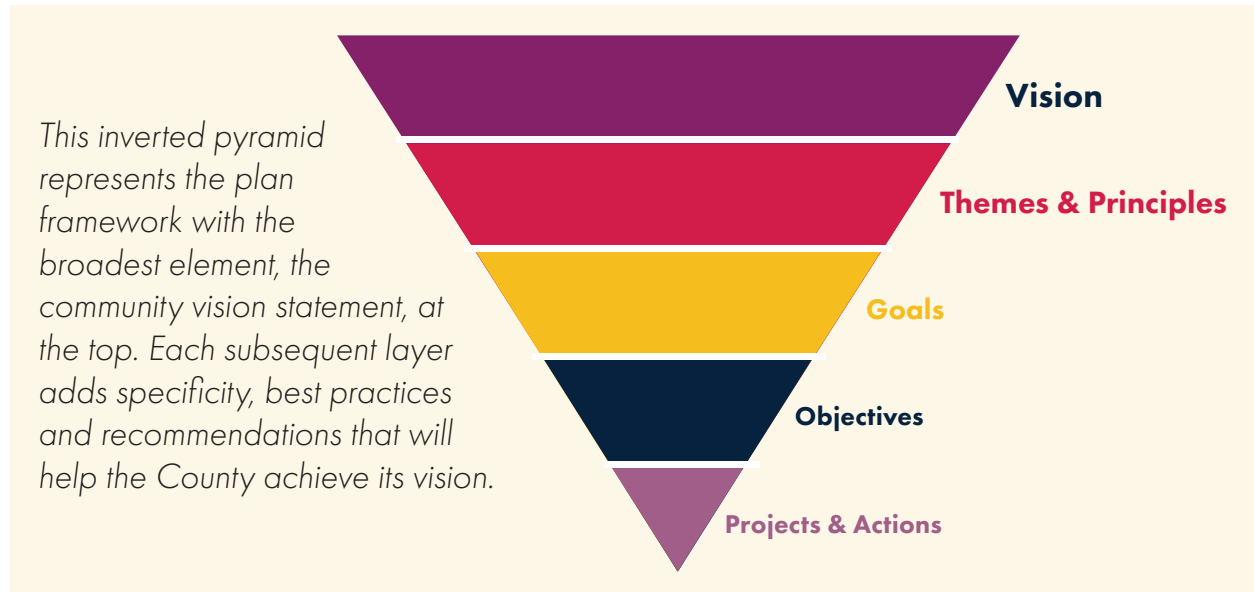 This inverted pyramid
represents the plan
framework with the
broadest element, the
community vision statement, at
the top. Each subsequent layer
adds specificity, best practices
and recommendations that will
help the County achieve its vision.
Vision
Themes & Principles
Goals
Objectives
Projects & Actions